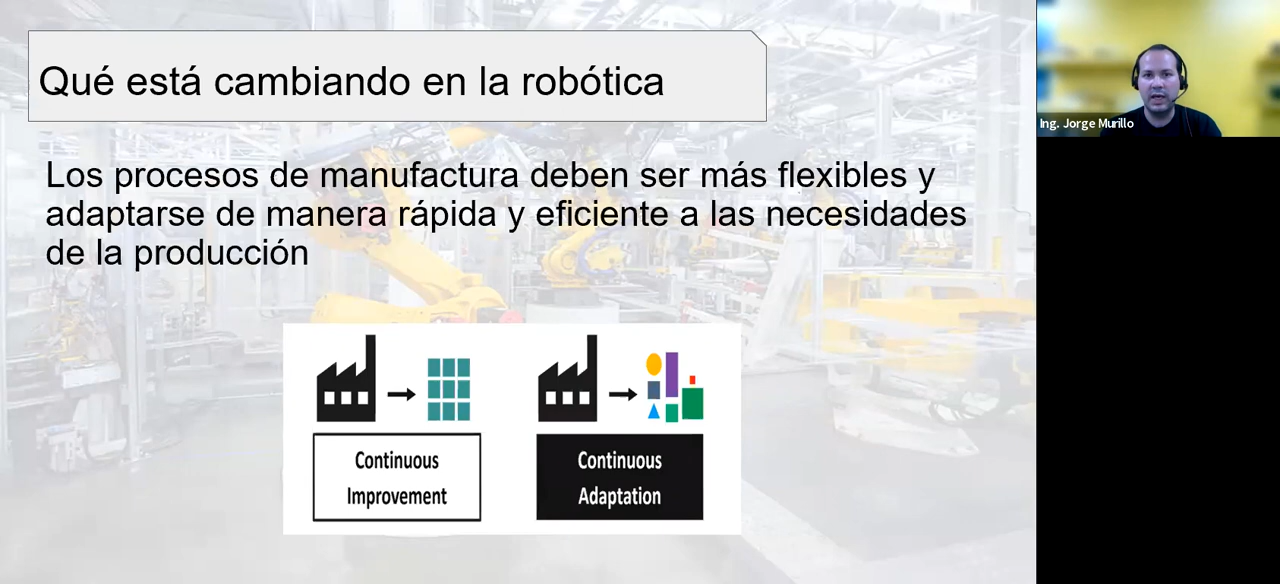 Qué está cambiando en la robótica
Los procesos de manufactura deben ser más flexibles y
adaptarse de manera rápida y eficiente a las necesidades
de la producción
Continuous
Improvement
Continuous
Adaptation
Ing. Jorge Murillo